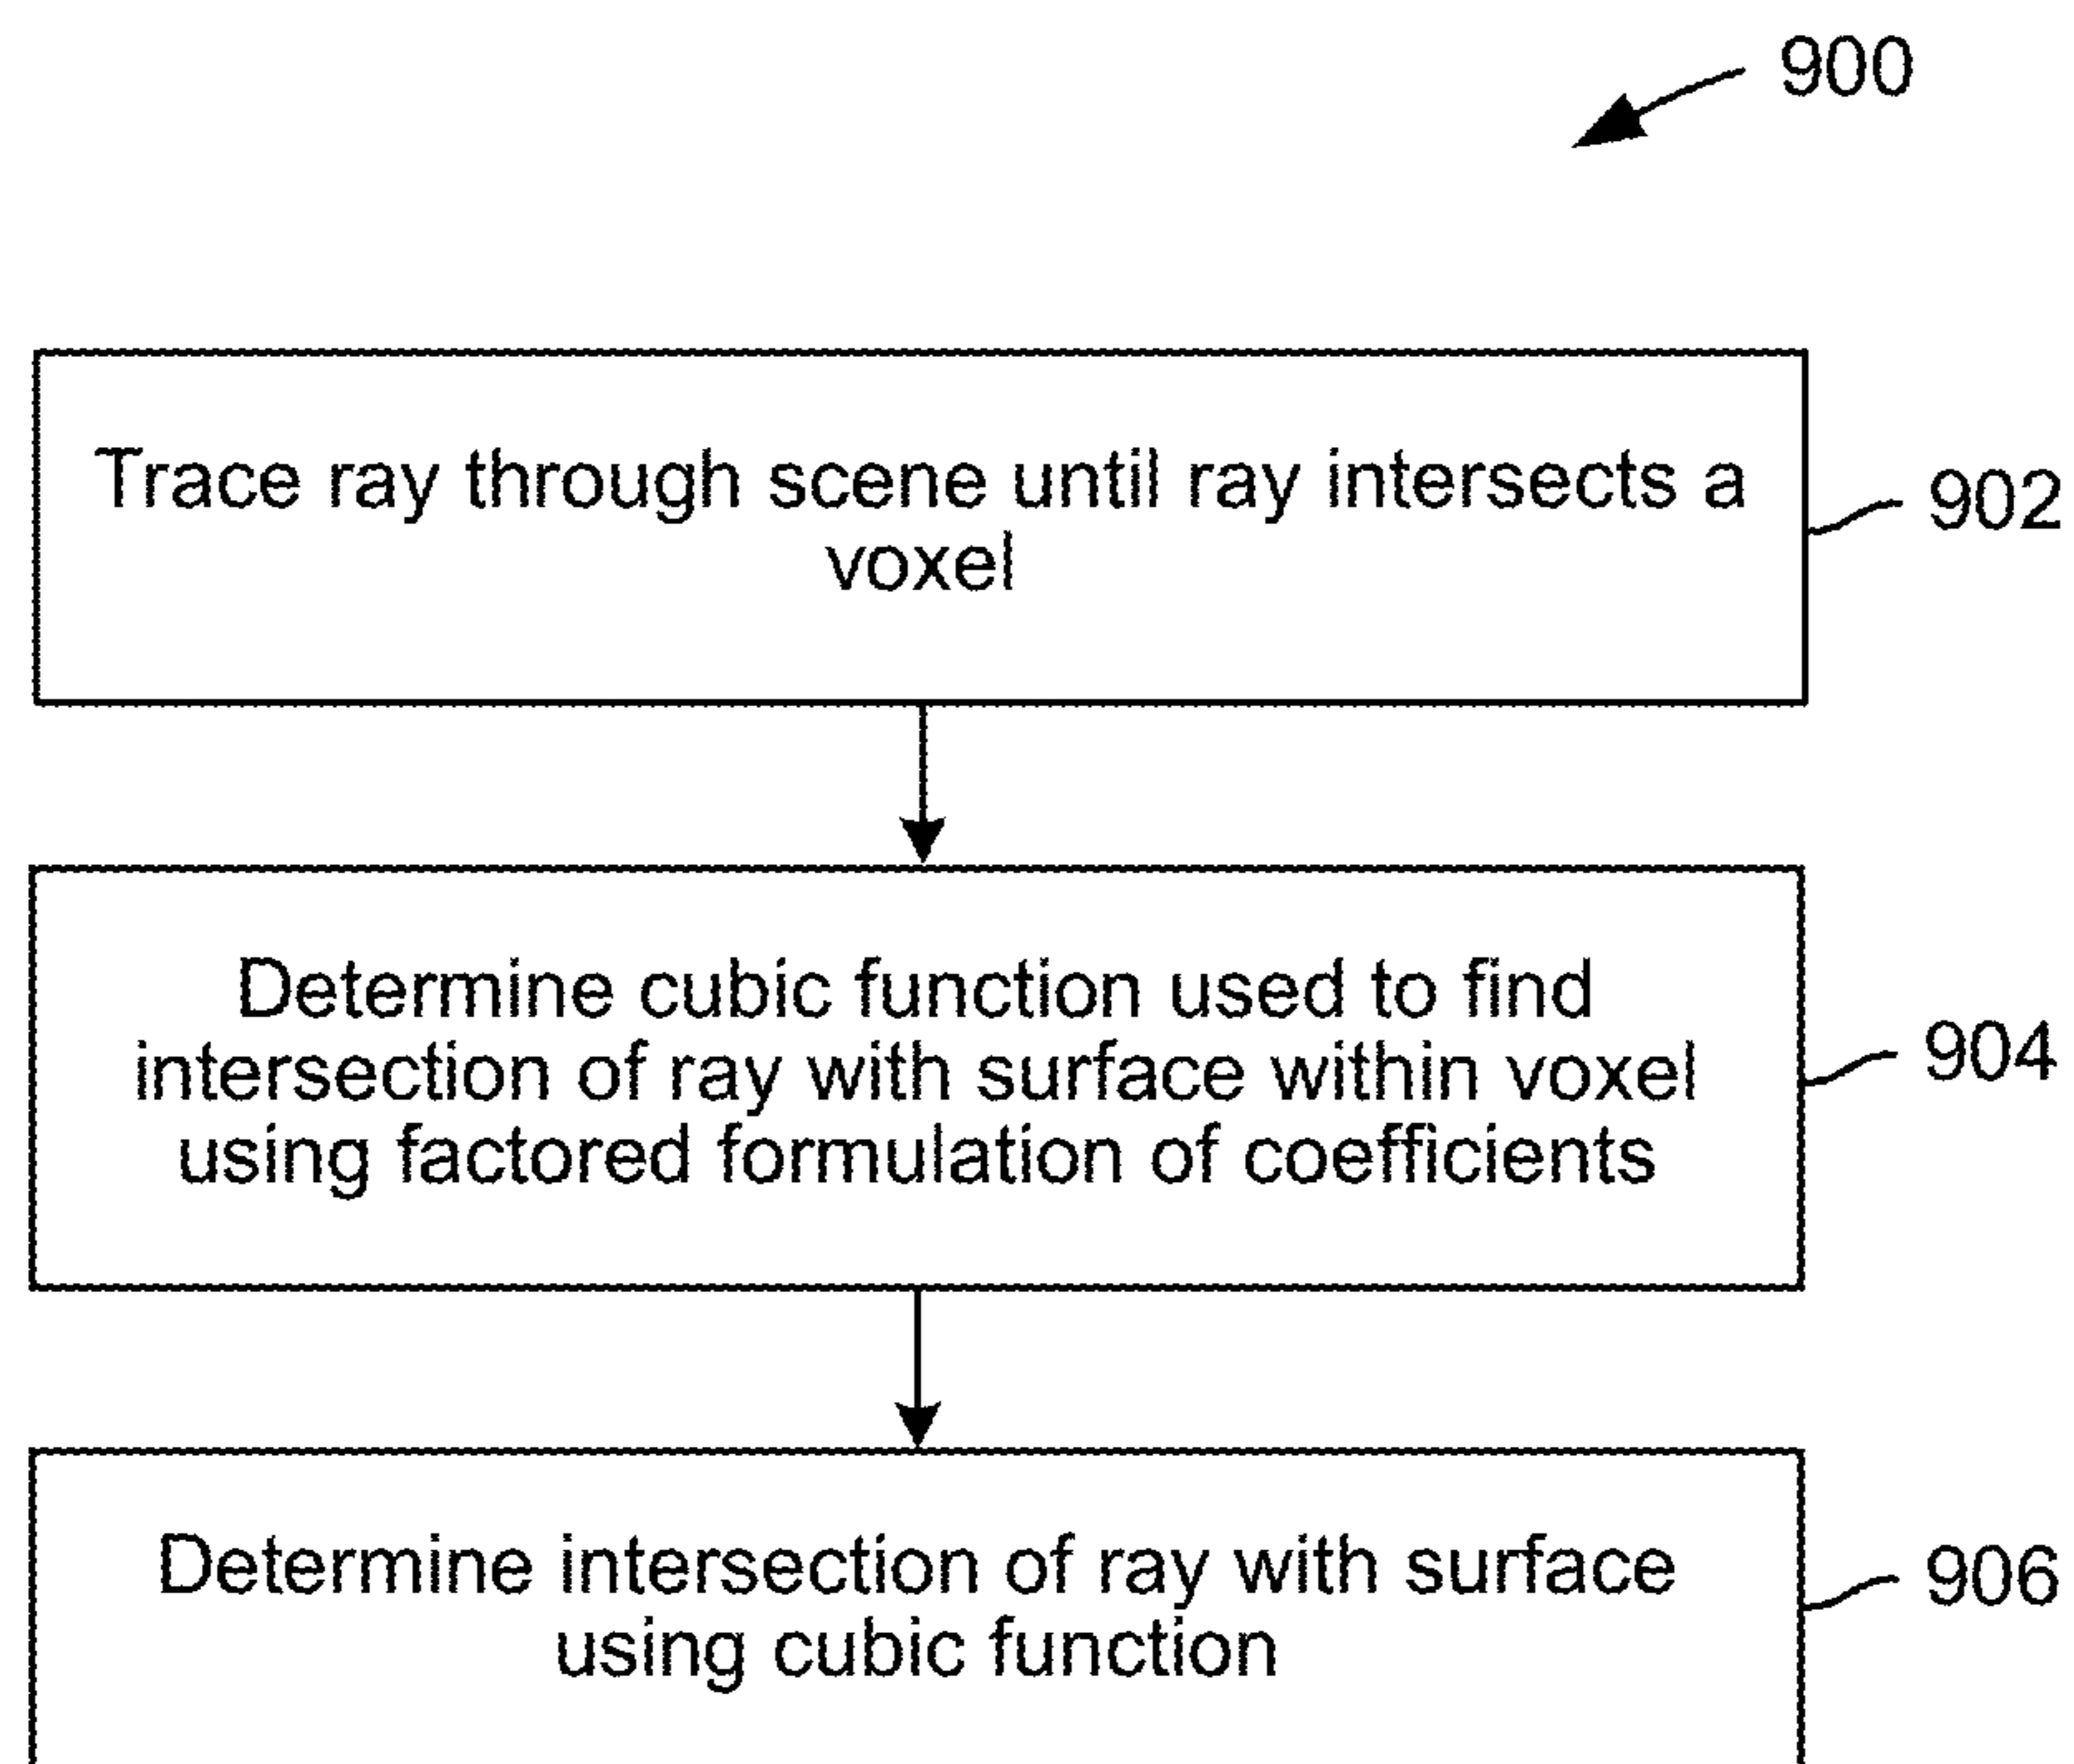 900
Trace ray through scene until ray intersects a
voxel
902
Determine cubic function used to find
intersection of ray with surface within voxel
using factored formulation of coefficients
904
Determine intersection of ray with surface
using cubic function
906